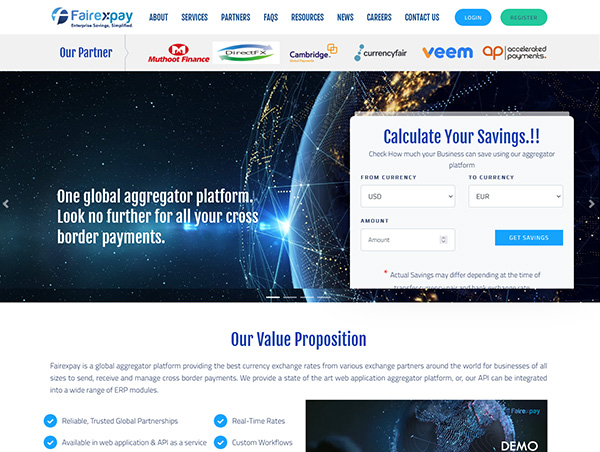 Fairexpay
Enterprise Savings, Simplified.
ABOUT SERVICES PARTNERS FAQS RESOURCES NEWS CAREERS CONTACT US LOGIN REGISTER
Our Partner
Muthoot Finance
DirectFX
Cambridge
currencyfair
veem
ap accelerated payments.
Calculate Your Savings.!!
Check How much your Business can save using our aggregator
platform
FROM CURRENCY TO CURRENCY
USD EUR
AMOUNT
Amount GET SAVINGS
* Actual Savings may differ depending at the time of
transfer currency pair and bank exchange rate
One global aggregator platform.
Look no further for all your cross
border payments.
Our Value Proposition
Fairexpay is a global aggregator platform providing the best currency exchange rates from various exchange partners around the world for businesses of all
sizes to send, receive and manage cross border payments. We provide a state of the art web application aggregator platform, or, our API can be integrated
into a wide range of ERP modules.
Reliable, Trusted Global Partnerships Real-Time Rates
Available in web application & API as a service Custom Workflows
Fairexpay
DEMO